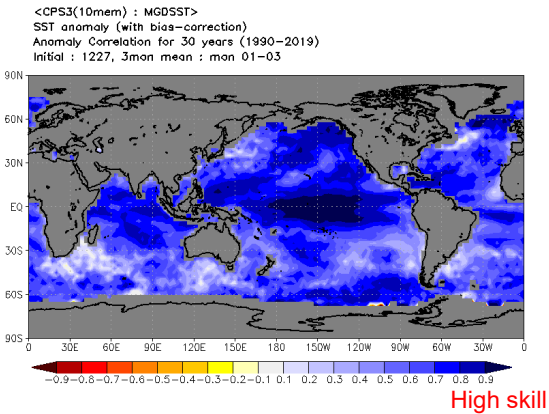 <CPS3(10mem) : MGDSST>
SST anomaly (with bias-correction)
Anomaly Correlation for 30 years (1990-2019)
Initial : 1227, 3mon mean : mon 01-03
90N
60N
30N
EQ
30S
60S
90S
0 30E 60E 90E 120E 150E 180 150W 120W 90W 60W 30W 0
-0.9 -0.8 -0.7 -0.6 -0.5 -0.4 -0.3 -0.2 -0.1 0.1 0.2 0.3 0.4 0.5 0.6 0.7 0.8 0.9
High skill